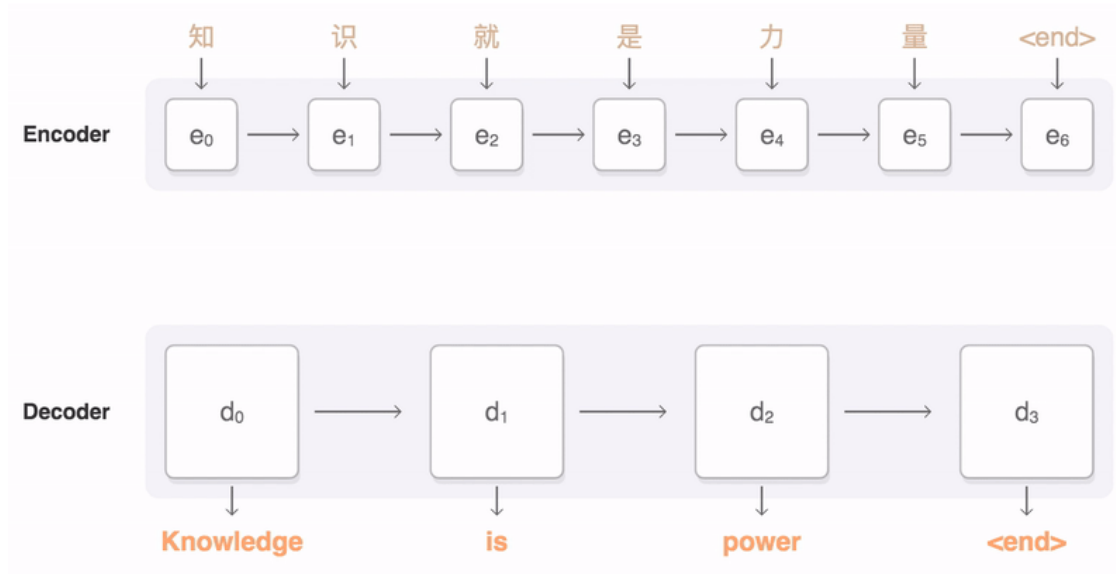 知 识 就 是 力 量 <end>
Encoder e₀ e₁ e₂ e₃ e₄ e₅ e₆
Decoder d₀ d₁ d₂ d₃
Knowledge is power <end>